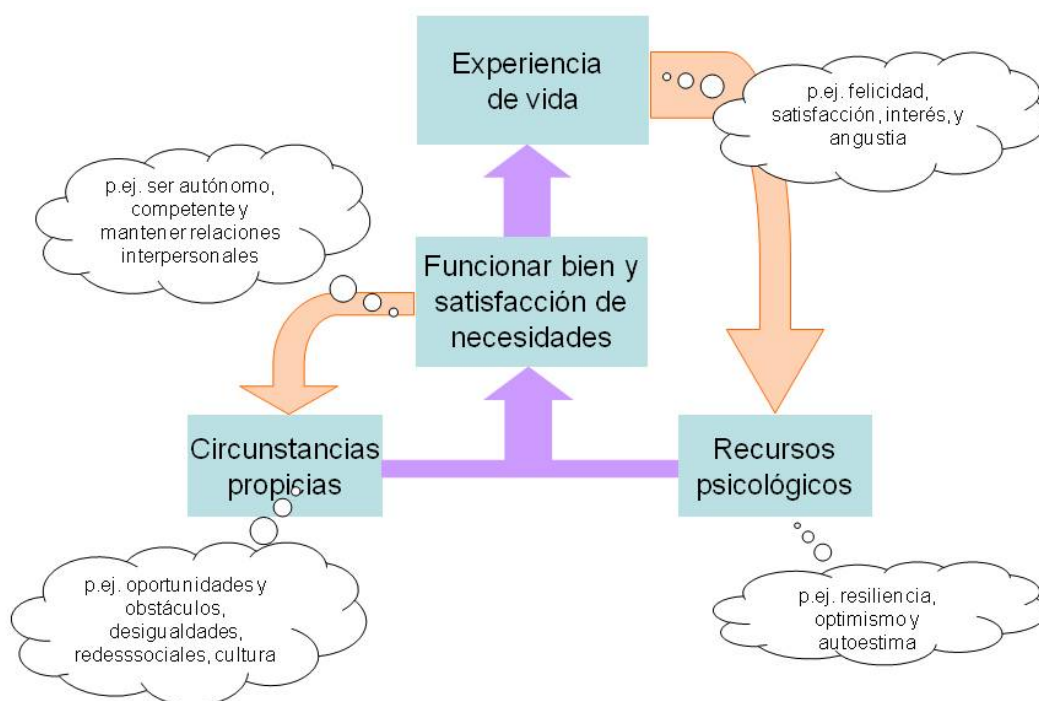 Experiencia
de vida
p.ej. felicidad,
satisfacción, interés, y
angustia
p.ej. ser autónomo,
competente y
mantener relaciones
interpersonales
Funcionar bien y
satisfacción de
necesidades
Circunstancias
propicias
Recursos
psicológicos
p.ej. oportunidades y
obstáculos,
desigualdades,
redesssociales, cultura
p.ej. resiliencia,
optimismo y
autoestima